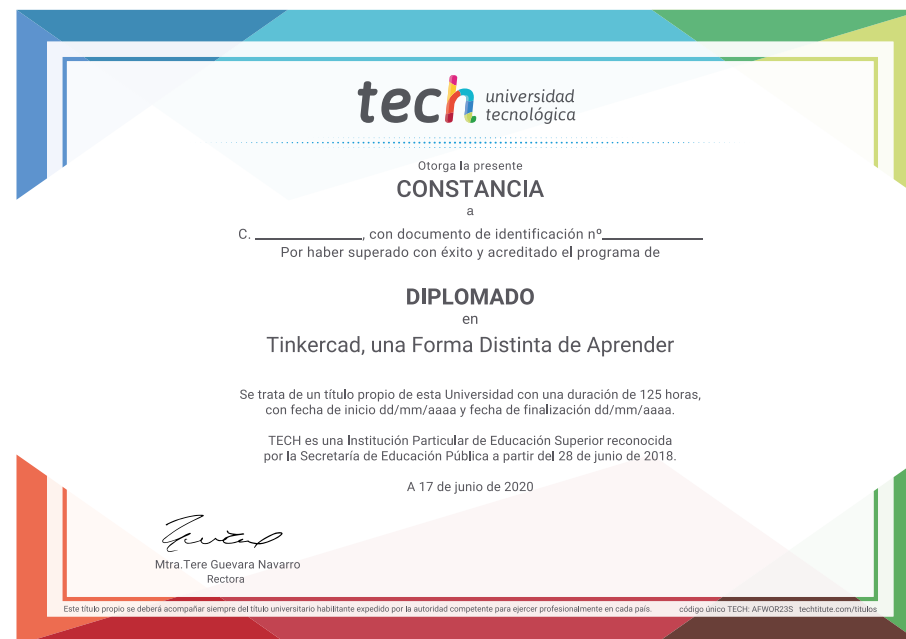 tech universidad
tecnológica
Otorga la presente
CONSTANCIA
a
C. ____________, con documento de identificación nº____________
Por haber superado con éxito y acreditado el programa de
DIPLOMADO
en
Tinkercad, una Forma Distinta de Aprender
Se trata de un título propio de esta Universidad con una duración de 125 horas,
con fecha de inicio dd/mm/aaaa y fecha de finalización dd/mm/aaaa.
TECH es una Institución Particular de Educación Superior reconocida
por la Secretaría de Educación Pública a partir del 28 de junio de 2018.
A 17 de junio de 2020
Mtra.Tere Guevara Navarro
Rectora
Este título propio se deberá acompañar siempre del título universitario habilitante expedido por la autoridad competente para ejercer profesionalmente en cada país. código único TECH: AFWOR23S techtitute.com/titulos